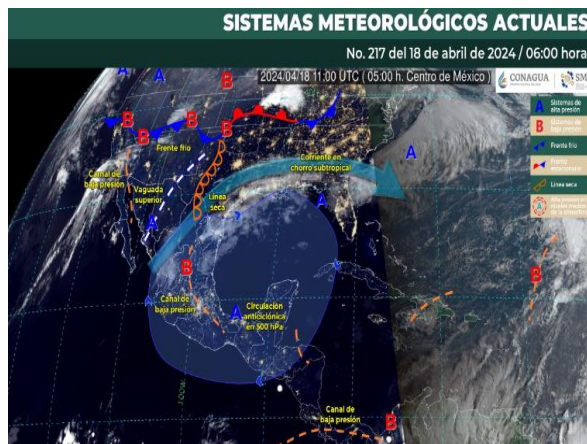 SISTEMAS METEOROLÓGICOS ACTUALES
No. 217 del 18 de abril de 2024 / 06:00 hora
2024/04/18 11:00 UTC ( 05:00 h. Centro de México )
CONAGUA
SM
A
A
B
A
Sistemas de
alta presión
B
Sistemas de
baja presión
Frente frío
Frente
estacionario
Línea seca
A
B
B
B
B
Frente frío
Canal de
baja presión
Vaguada
superior
Línea
seca
Corriente en
chorro subtropical
A
A
A
B
B
A
Canal de
baja presión
A
Circulación
anticiclónica
en 500 hPa
Canal de
baja presión
B